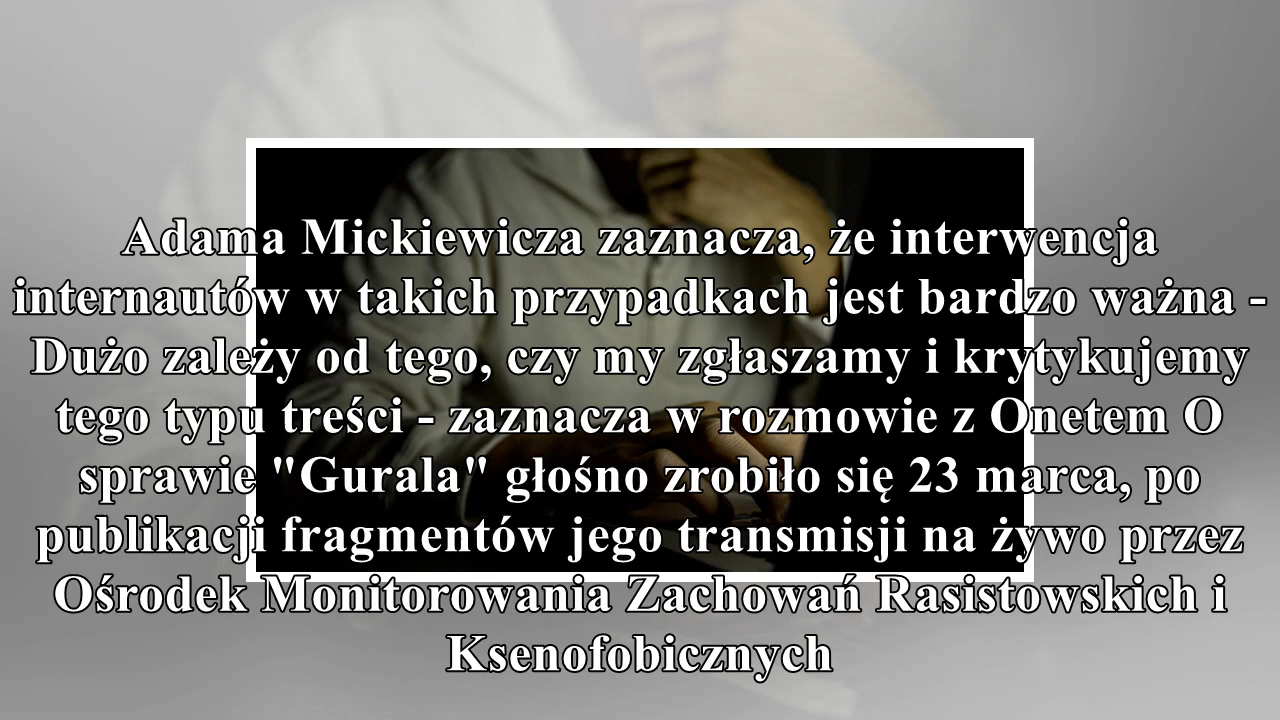 Adama Mickiewicza zaznacza, że interwencja
internautów w takich przypadkach jest bardzo ważna -
Dużo zależy od tego, czy my zgłaszamy i krytykujemy
tego typu treści - zaznacza w rozmowie z Onetem O
sprawie "Gurala" głośno zrobiło się 23 marca, po
publikacji fragmentów jego transmisji na żywo przez
Ośrodek Monitorowania Zachowań Rasistowskich i
Ksenofobicznych